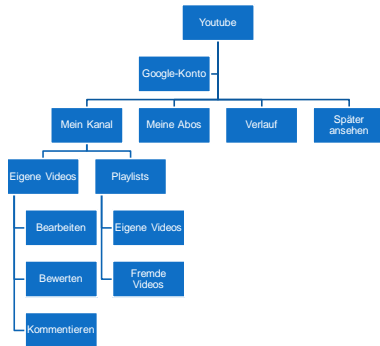 Youtube
Google-Konto
Mein Kanal
Meine Abos
Verlauf
Später
ansehen
Eigene Videos
Playlists
Bearbeiten
Eigene Videos
Bewerten
Fremde
Videos
Kommentieren